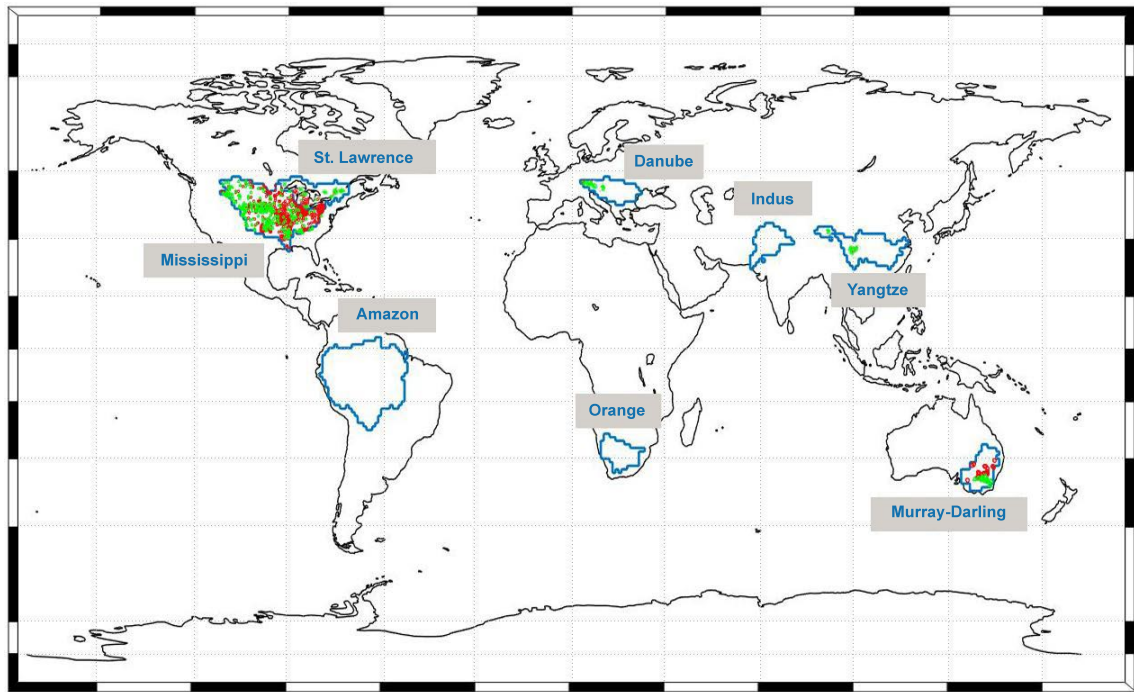 St. Lawrence
Danube
Indus
Mississippi
Yangtze
Amazon
Orange
Murray-Darling